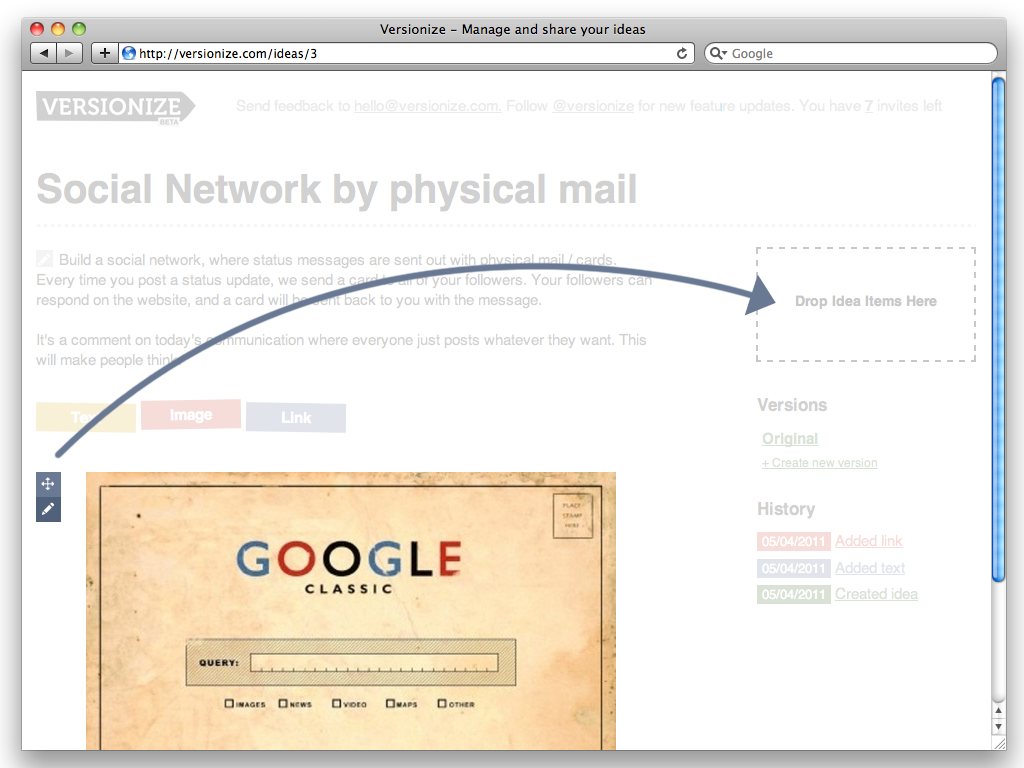 Versionize – Manage and share your ideas
http://versionize.com/ideas/3
Google
VERSIONIZE
BETA
Send feedback to hello@versionize.com. Follow @versionize for new feature updates. You have 7 invites left
Social Network by physical mail
Build a social network, where status messages are sent out with physical mail / cards.
Every time you post a status update, we send a card to all of your followers. Your followers can
respond on the website, and a card will be sent back to you with the message.
It's a comment on today's communication where everyone just posts whatever they want. This
will make people think.
Drop Idea Items Here
Text
Image
Link
Versions
Original
+ Create new version
History
05/04/2011 Added link
05/04/2011 Added text
05/04/2011 Created idea
PLACE
STAMP
HERE
GOOGLE
CLASSIC
QUERY:
IMAGES NEWS VIDEO MAPS OTHER